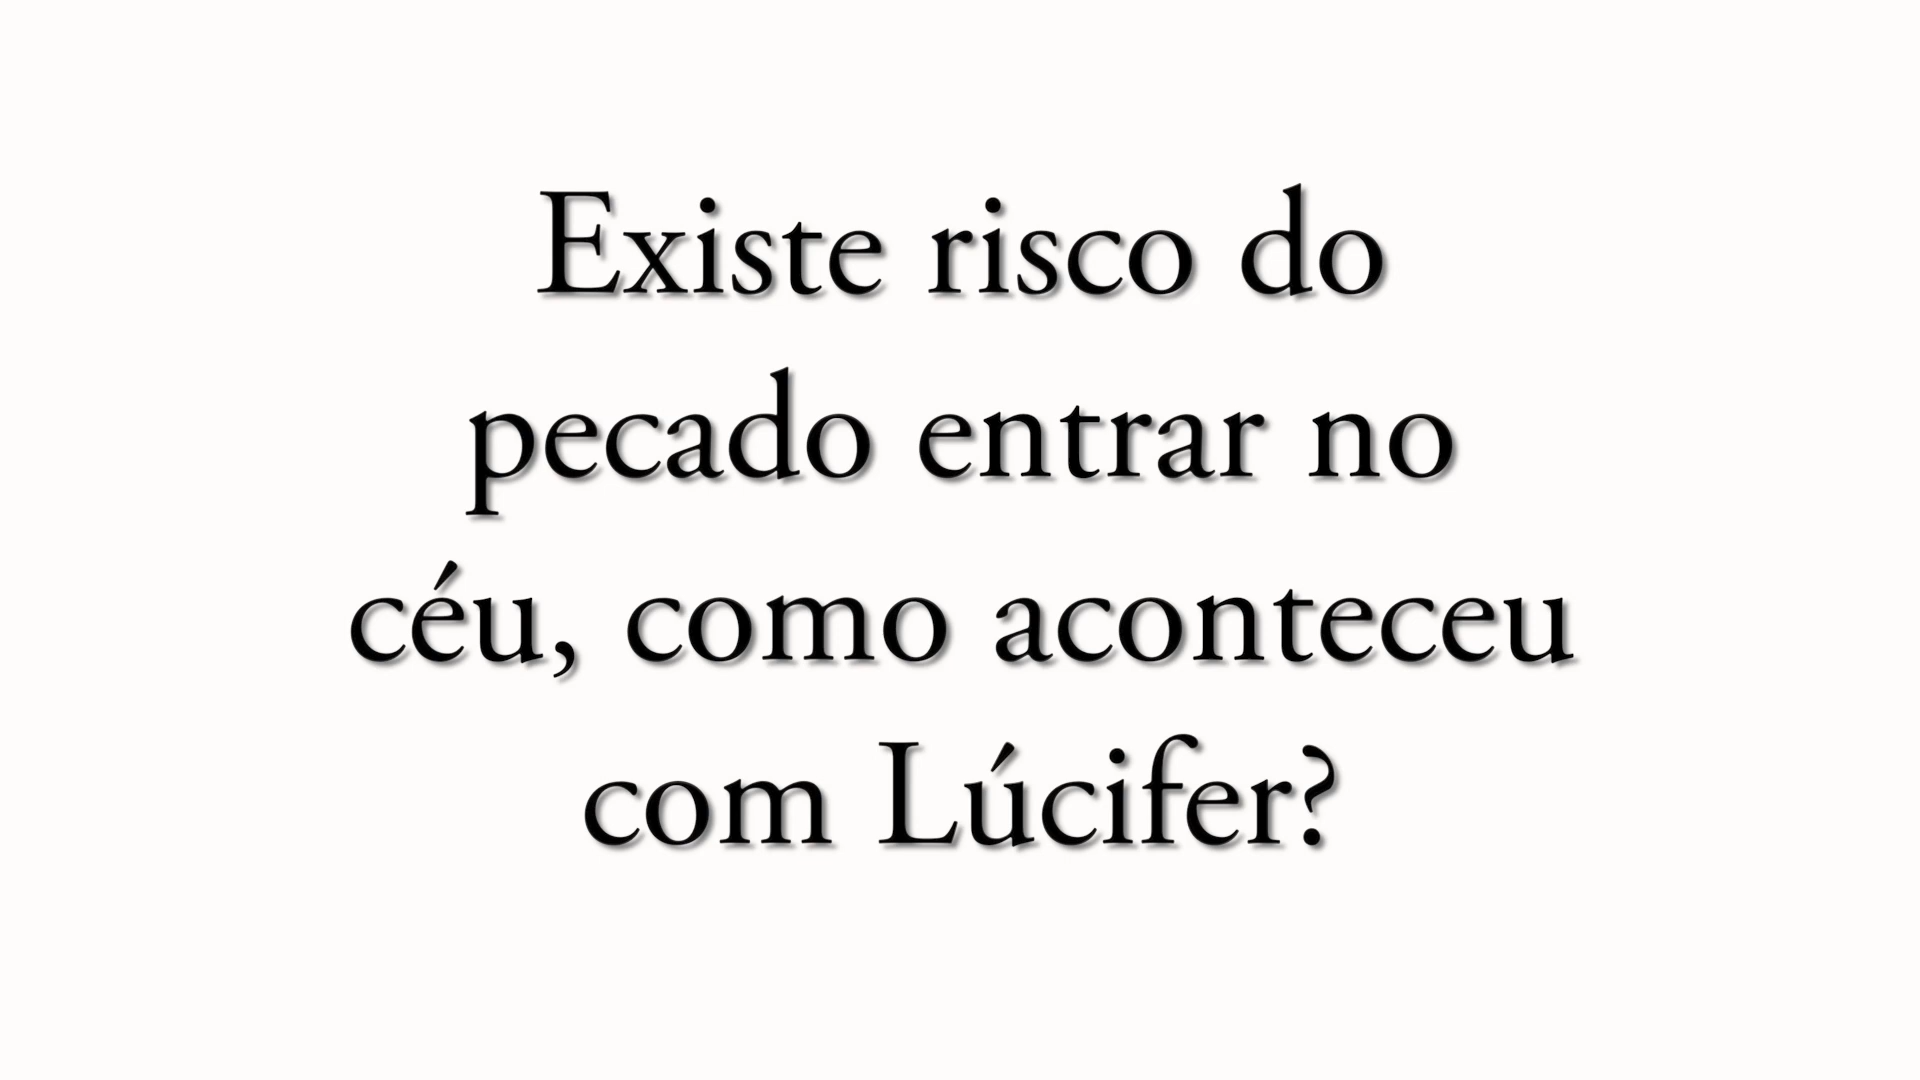 Existe risco do
pecado entrar no
céu, como aconteceu
com Lúcifer?